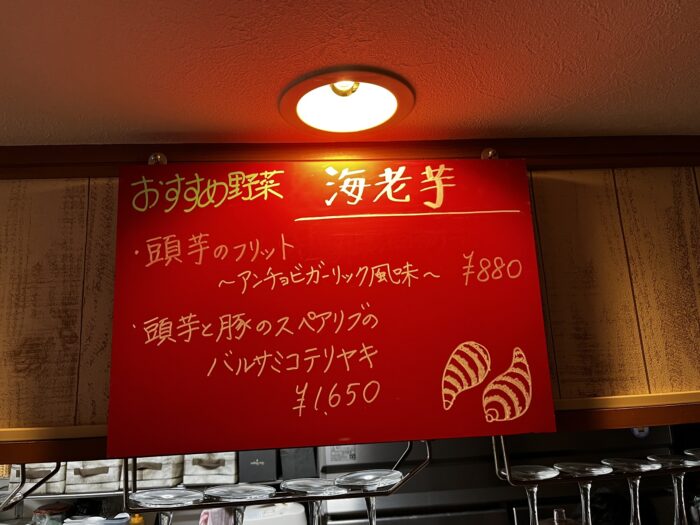 おすすめ野菜 海老芋
・頭芋のフリット
〜アンチョビガーリック風味〜 ¥880
・頭芋と豚のスペアリブの
バルサミコテリヤキ
¥1,650